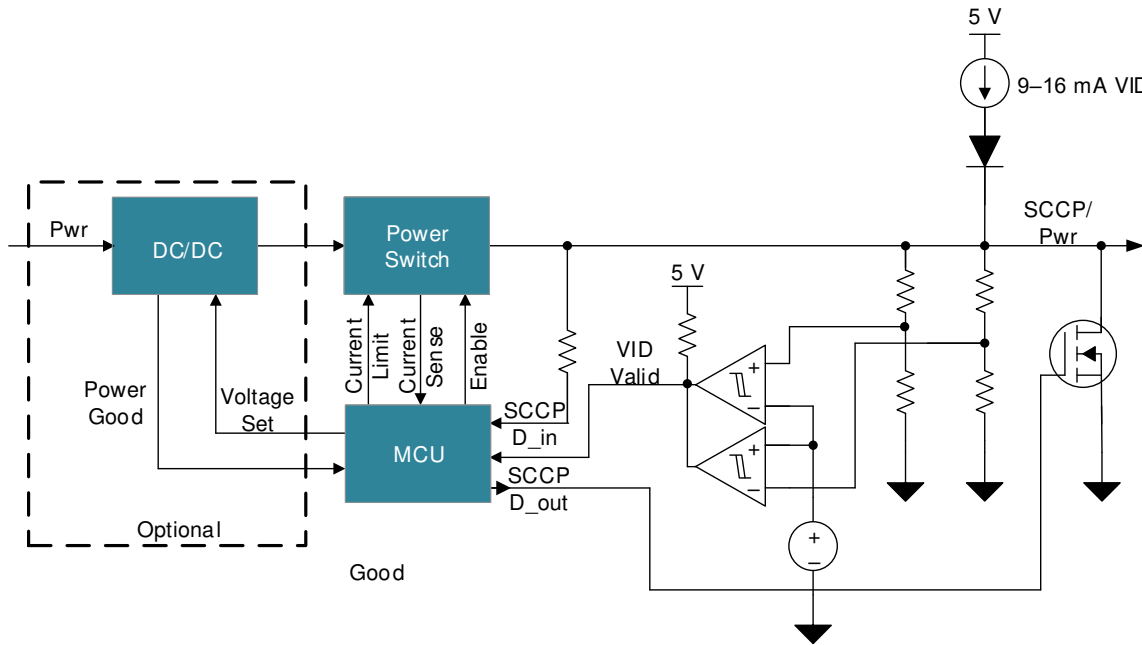 5 V
9–16 mA VID
Pwr
DC/DC
Power
Switch
SCCP/
Pwr
5 V
Current
Limit
Current
Sense
Enable
VID
Valid
+
−
+
−
Power
Good
Voltage
Set
MCU
SCCP
D_in
SCCP
D_out
+
−
Optional
Good